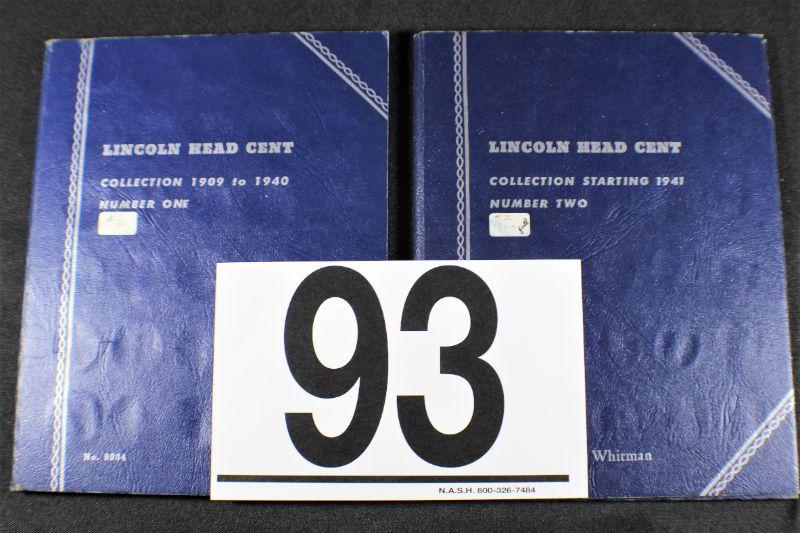 LINCOLN HEAD CENT
COLLECTION 1909 to 1940
NUMBER ONE
LINCOLN HEAD CENT
COLLECTION STARTING 1941
NUMBER TWO
93
No.
Whitman
N.A.S.H. 800-326-7484